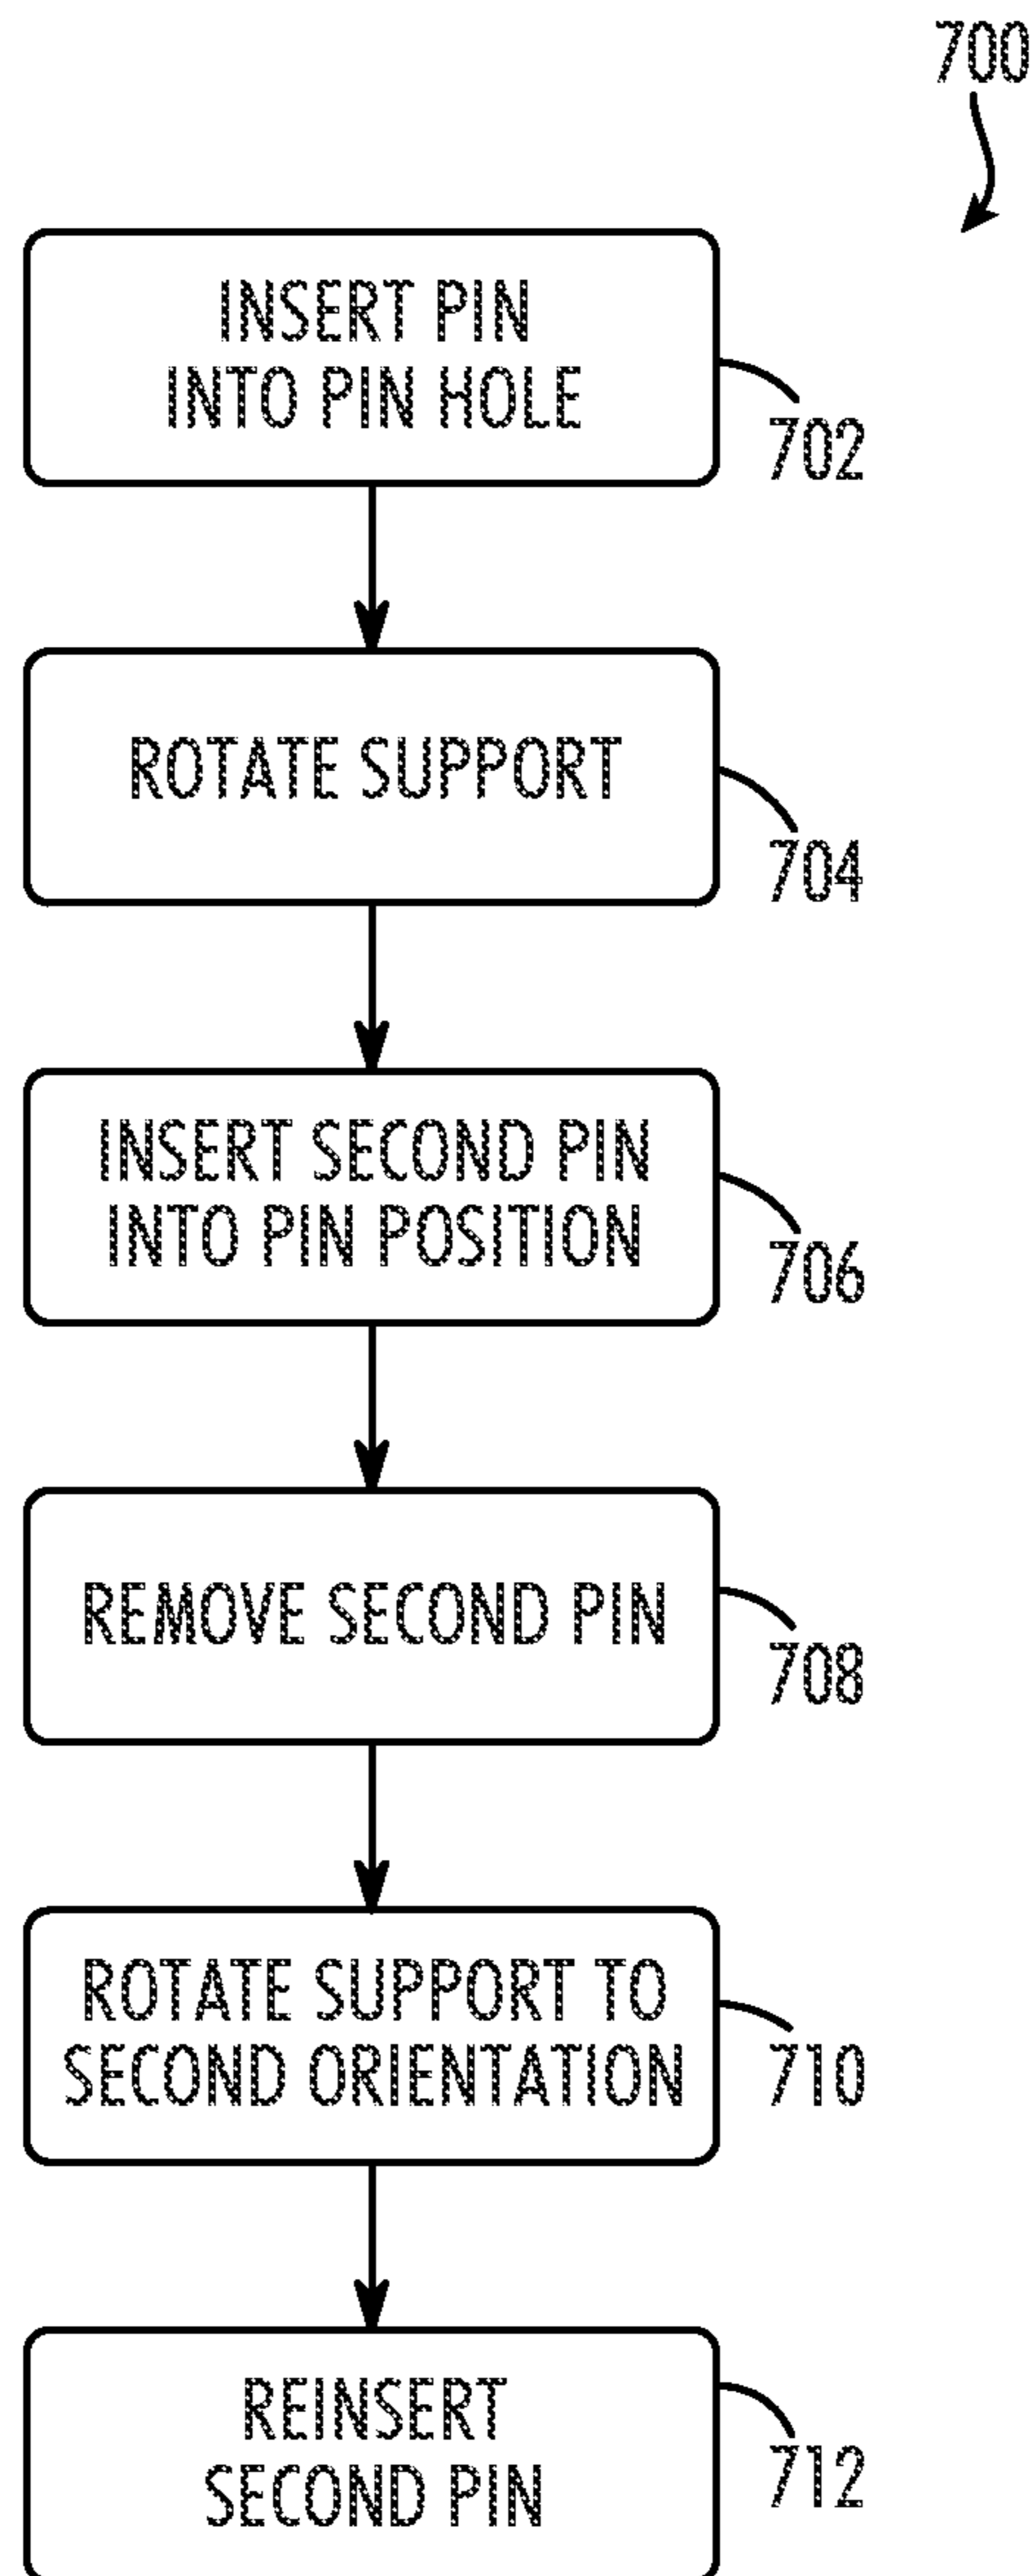 700
INSERT PIN
INTO PIN HOLE
702
ROTATE SUPPORT
704
INSERT SECOND PIN
INTO PIN POSITION
706
REMOVE SECOND PIN
708
ROTATE SUPPORT TO
SECOND ORIENTATION
710
REINSERT
SECOND PIN
712